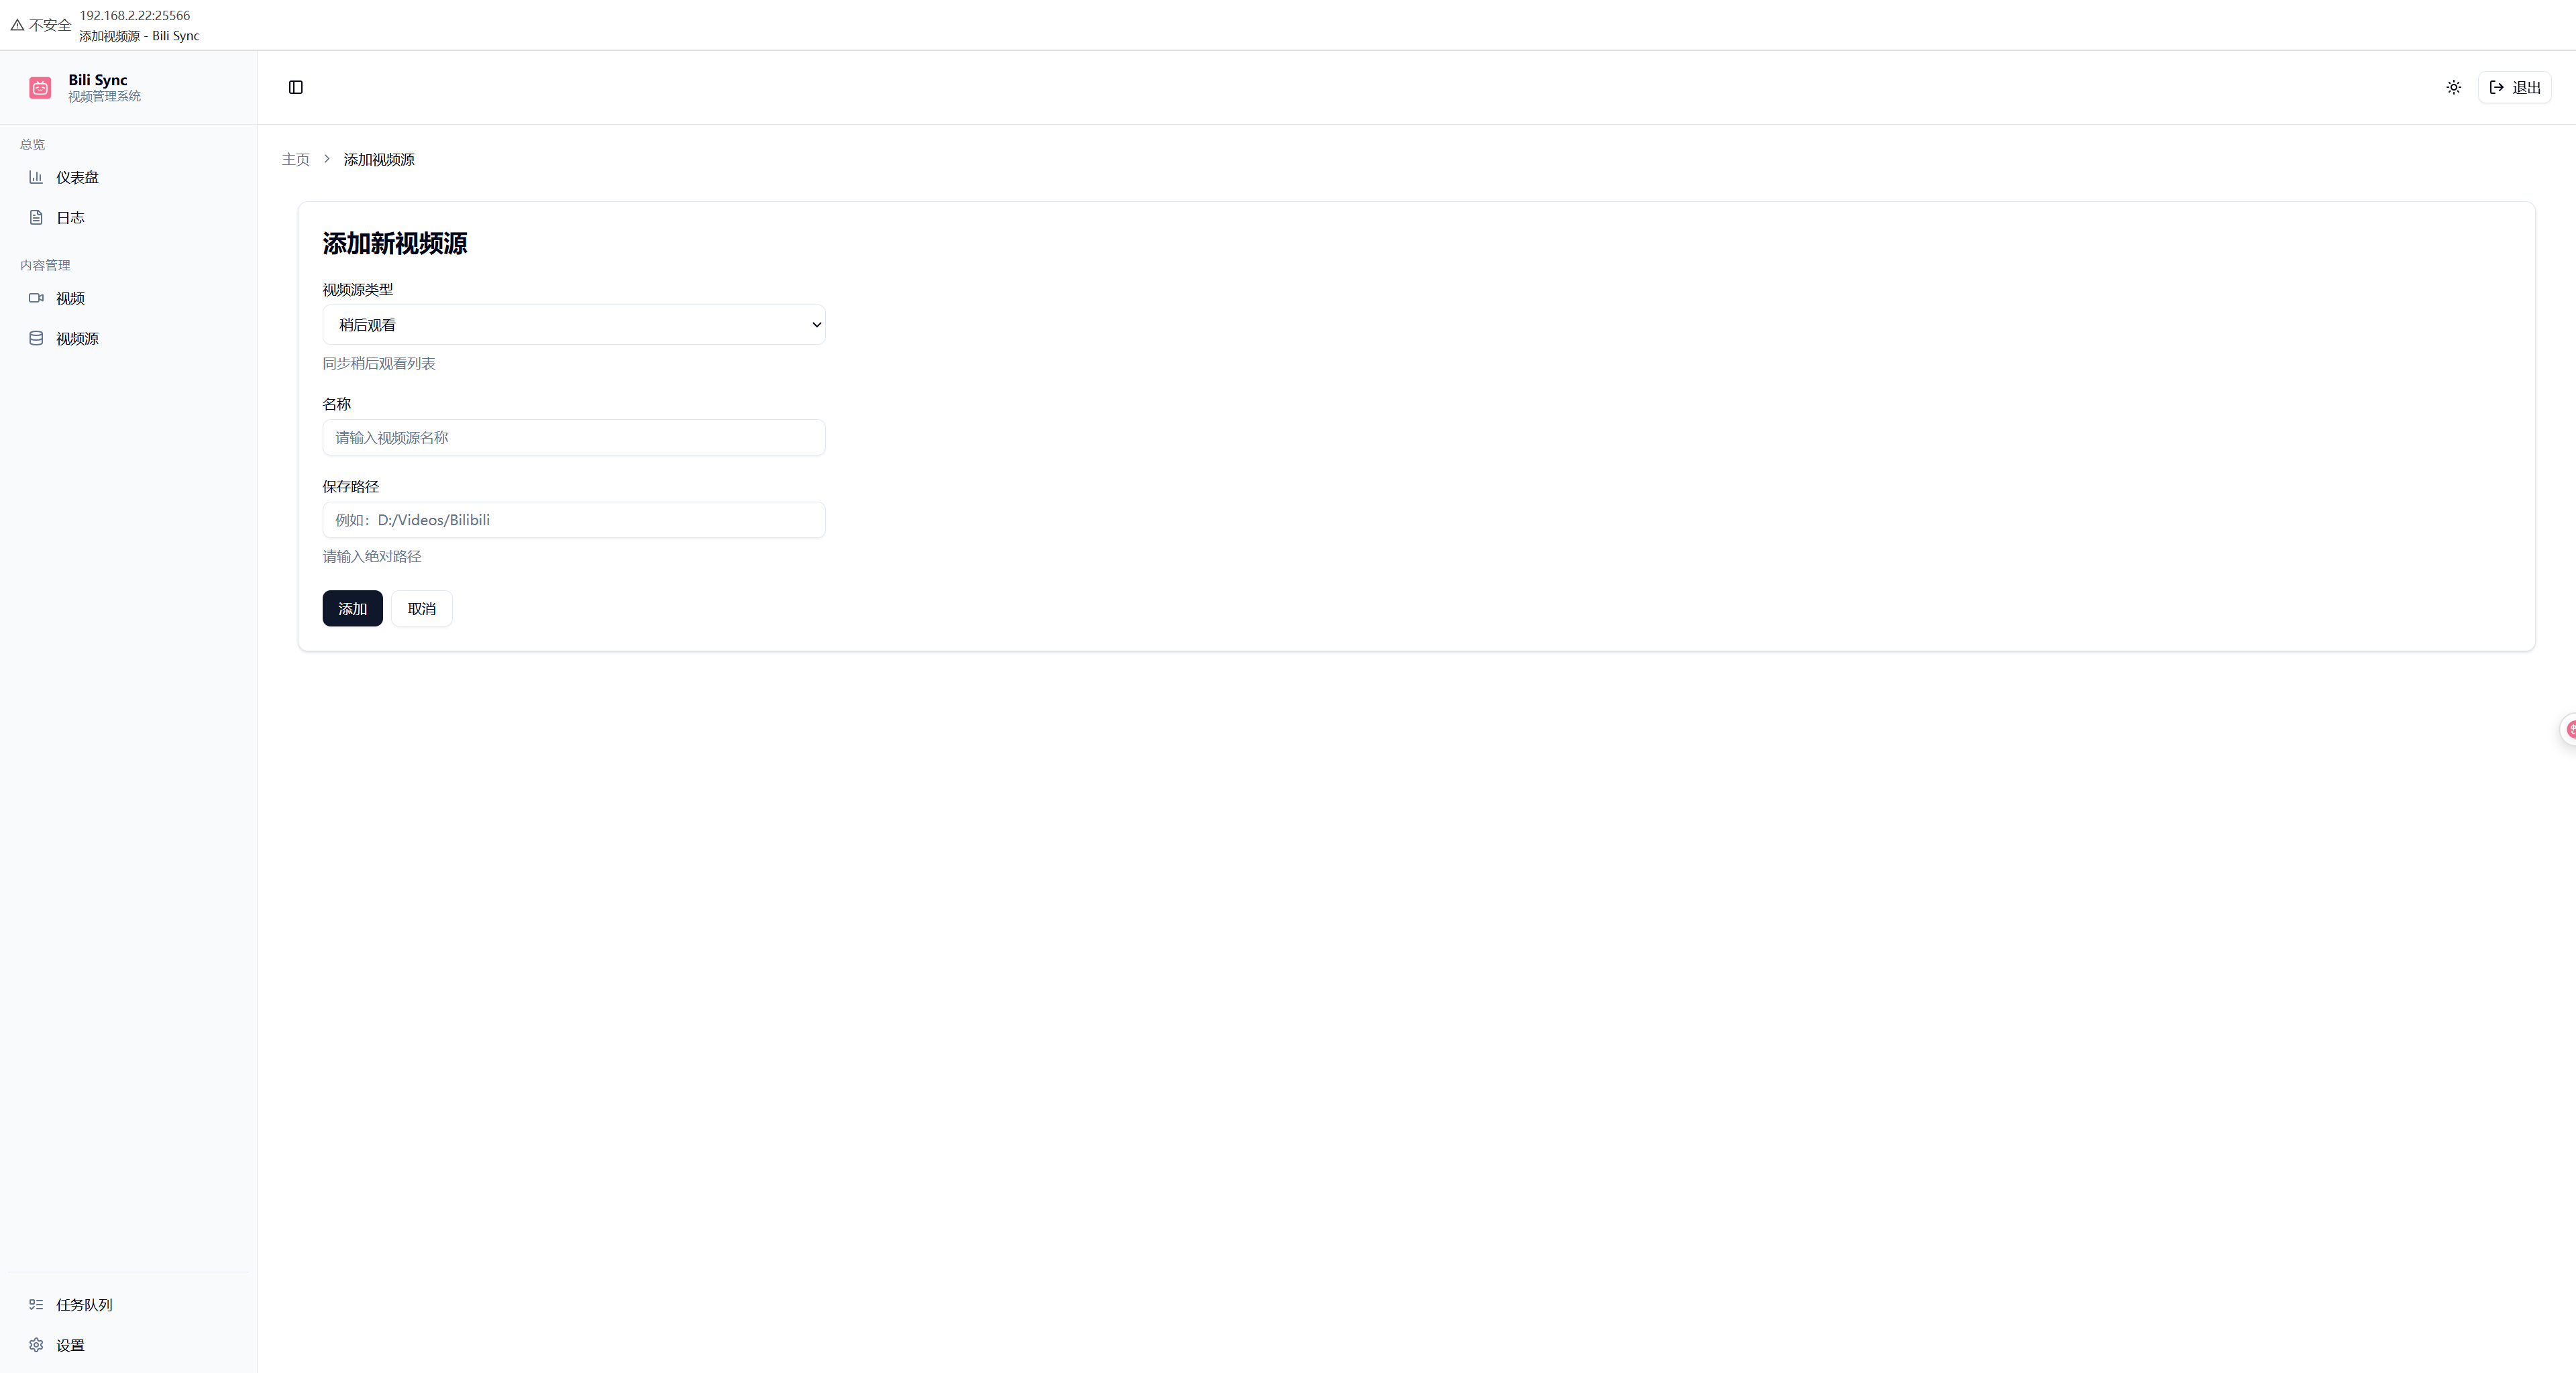 不安全
192.168.2.22:25566
添加视频源 - Bili Sync
Bili Sync
视频管理系统
退出
总览
仪表盘
日志
内容管理
视频
视频源
任务队列
设置
主页 > 添加视频源
添加新视频源
视频源类型
稍后观看
同步稍后观看列表
名称
请输入视频源名称
保存路径
例如：D:/Videos/Bilibili
请输入绝对路径
添加
取消